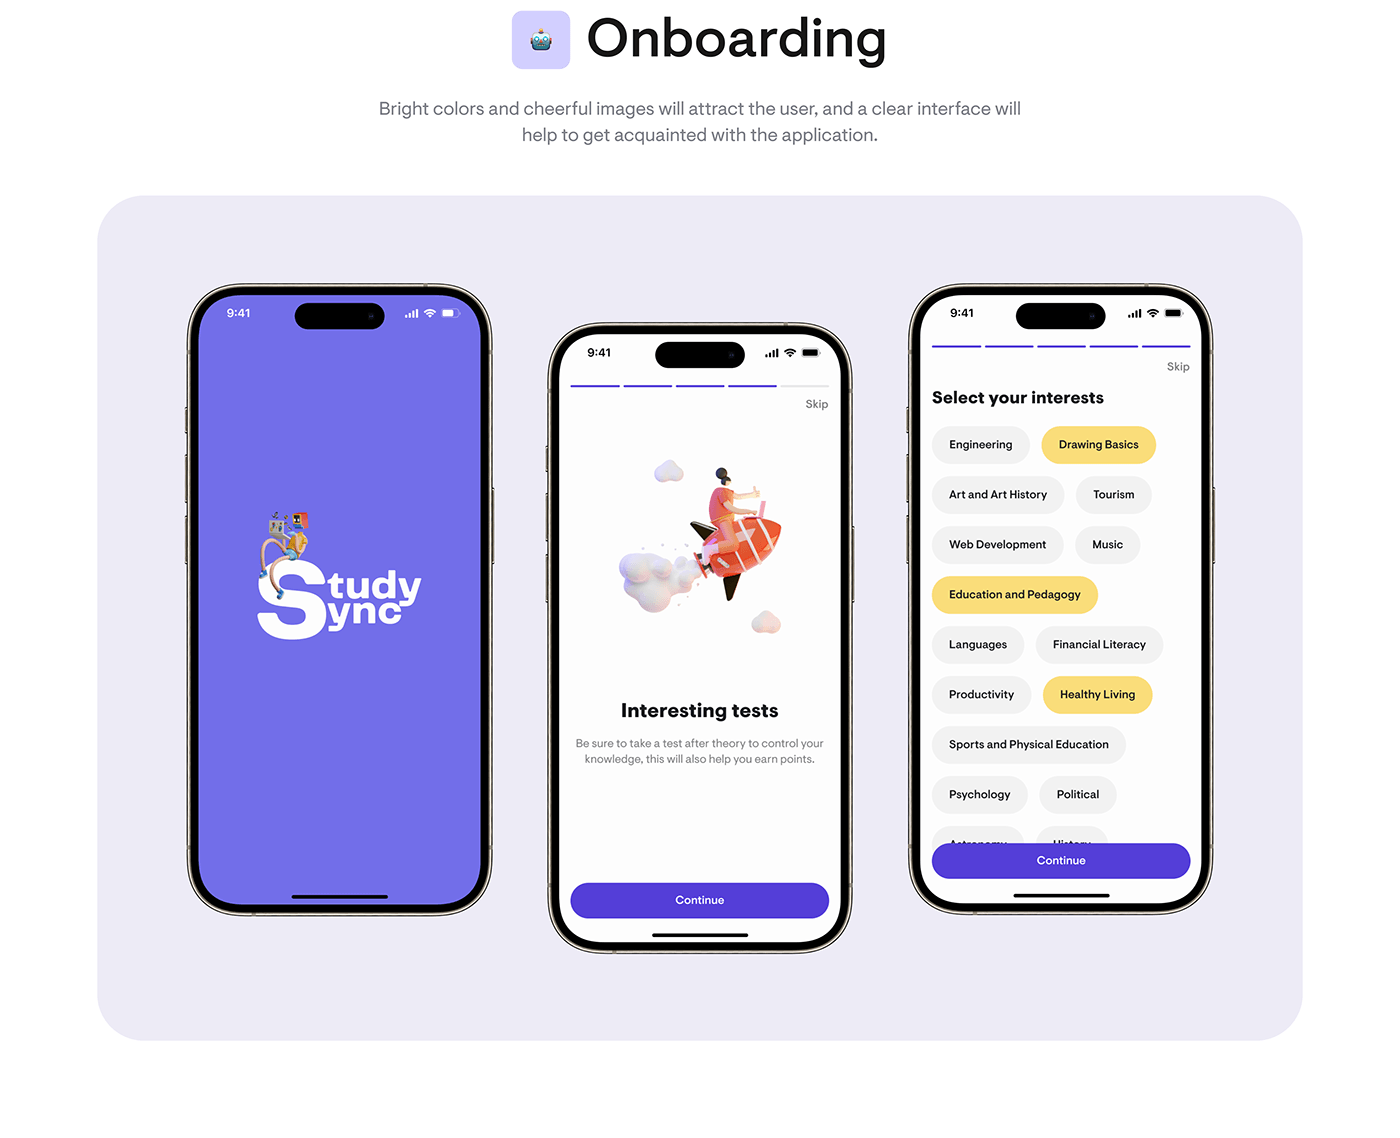 Onboarding
Bright colors and cheerful images will attract the user, and a clear interface will
help to get acquainted with the application.
9:41
Study
Sync
9:41
Skip
Interesting tests
Be sure to take a test after theory to control your
knowledge, this will also help you earn points.
Continue
9:41
Skip
Select your interests
Engineering
Drawing Basics
Art and Art History
Tourism
Web Development
Music
Education and Pedagogy
Languages
Financial Literacy
Productivity
Healthy Living
Sports and Physical Education
Psychology
Political
Astronomy
History
Continue